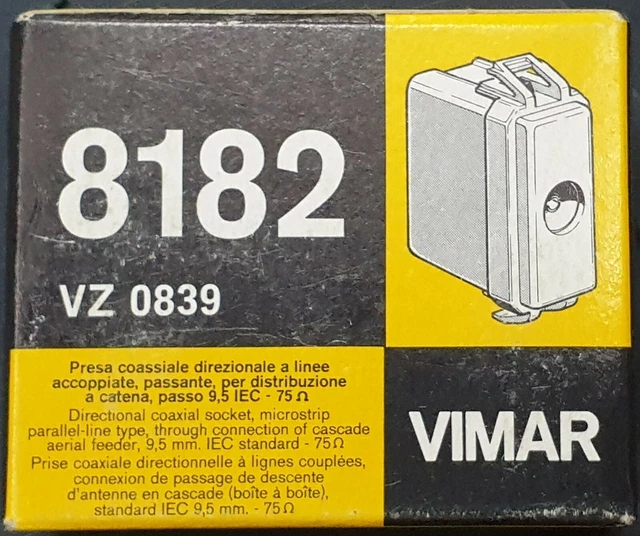 8182
VZ 0839
Presa coassiale direzionale a linee
accoppiate, passante, per distribuzione
a catena, passo 9,5 IEC - 75 Ω
Directional coaxial socket, microstrip
parallel-line type, through connection of cascade
aerial feeder, 9,5 mm. IEC standard - 75 Ω
Prise coaxiale directionnelle à lignes couplées,
connexion de passage de descente
d'antenne en cascade (boîte à boîte),
standard IEC 9,5 mm. - 75 Ω
VIMAR